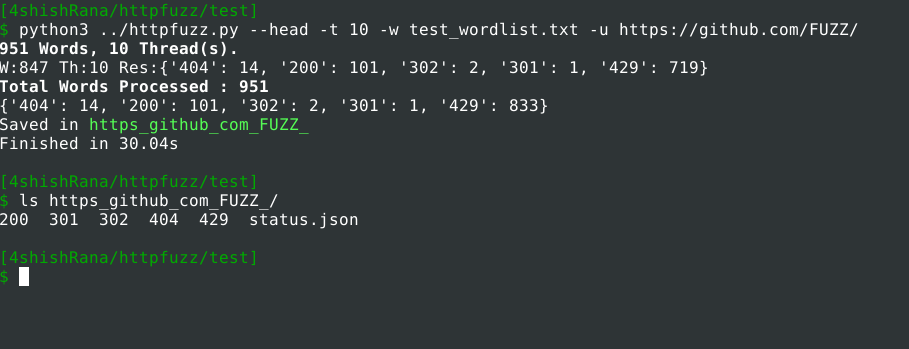 [4shishRana/httpfuzz/test]
$ python3 ../httpfuzz.py --head -t 10 -w test_wordlist.txt -u https://github.com/FUZZ/
951 Words, 10 Thread(s).
W:847 Th:10 Res:{'404': 14, '200': 101, '302': 2, '301': 1, '429': 719}
Total Words Processed : 951
{'404': 14, '200': 101, '302': 2, '301': 1, '429': 833}
Saved in https_github_com_FUZZ_
Finished in 30.04s
[4shishRana/httpfuzz/test]
$ ls https_github_com_FUZZ_/
200  301  302  404  429  status.json
[4shishRana/httpfuzz/test]
$